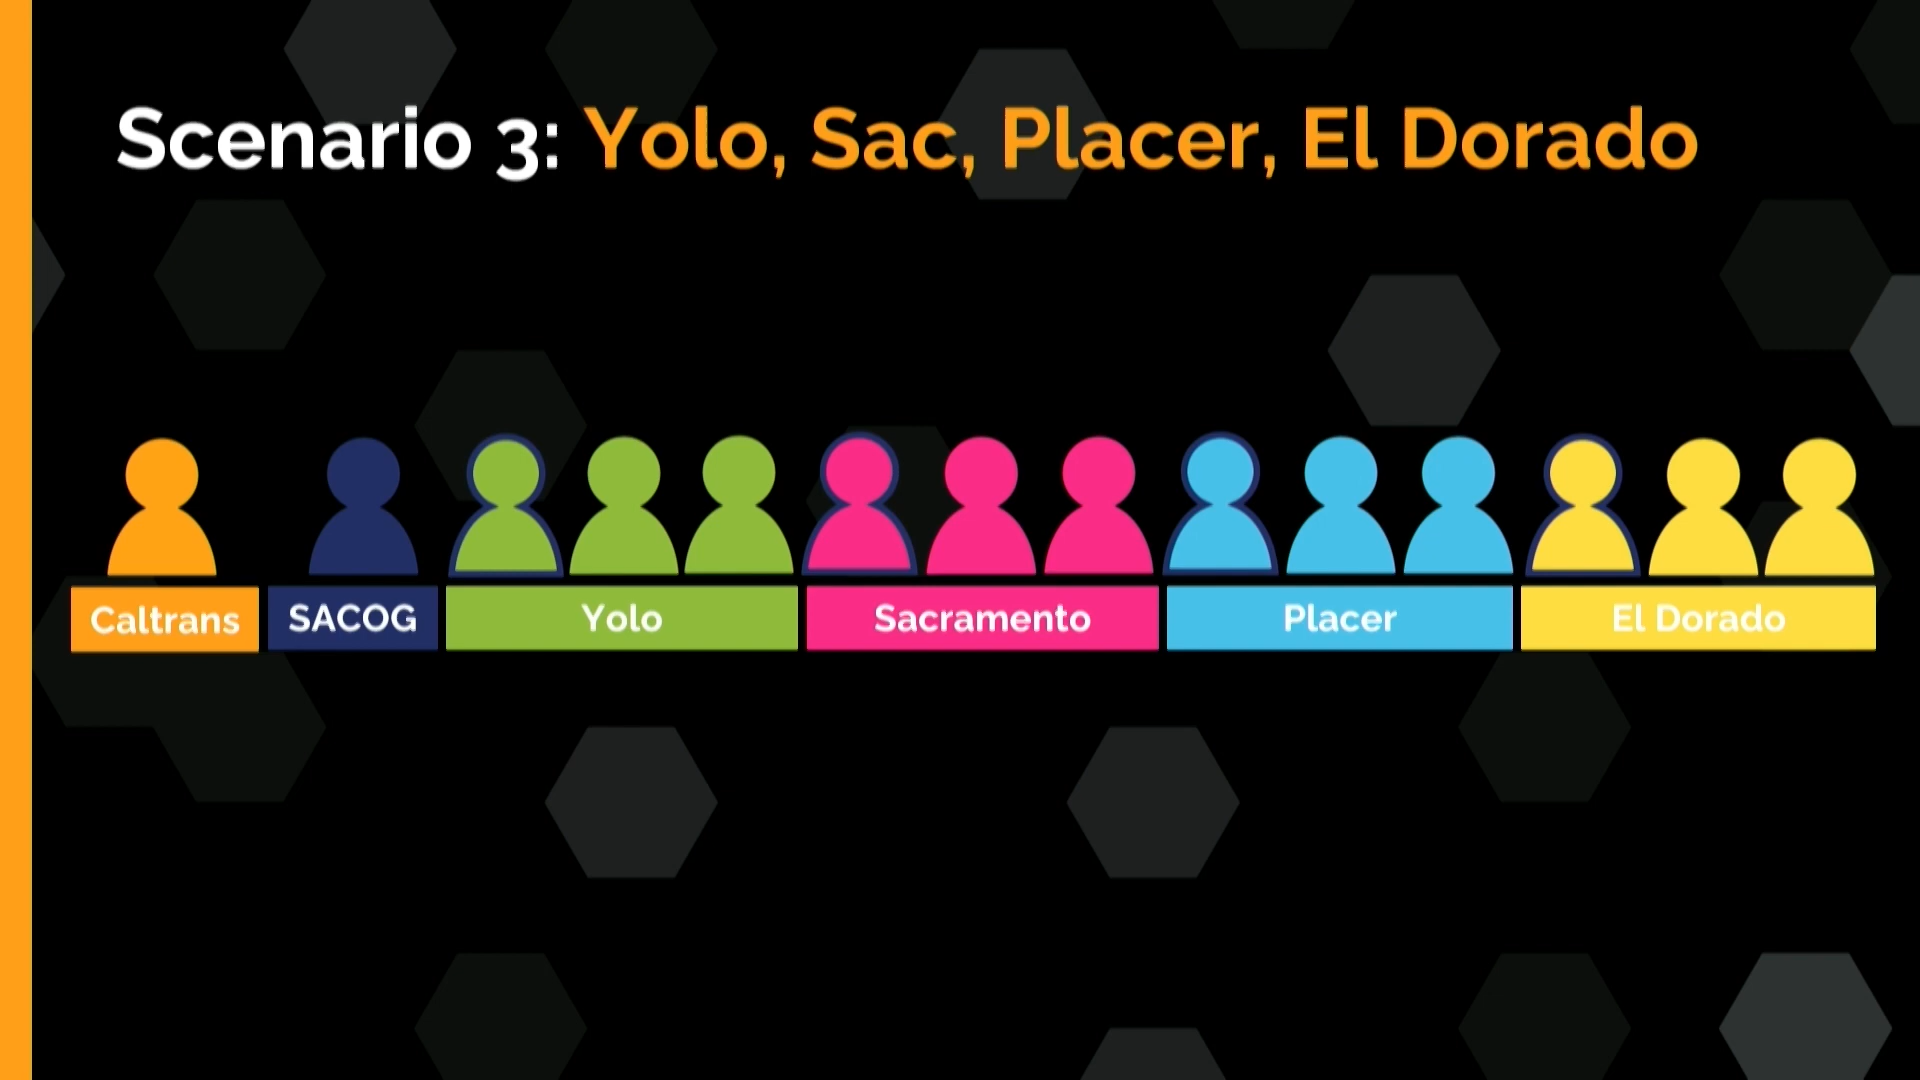 Scenario 3: Yolo, Sac, Placer, El Dorado
Caltrans SACOG Yolo Sacramento Placer El Dorado